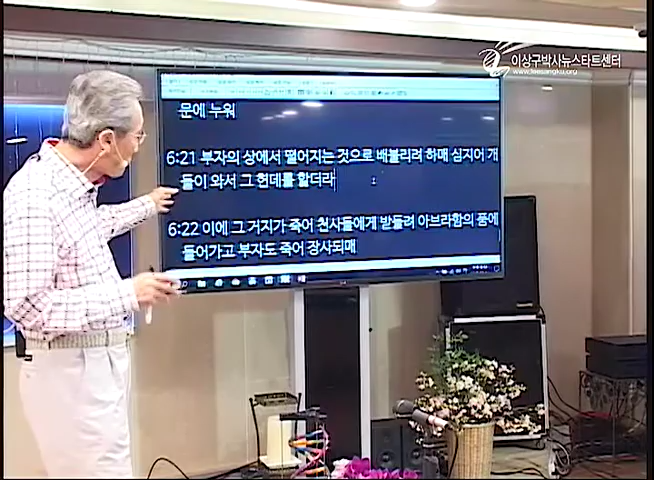 이상구박사뉴스타트센터
www.leesangku.org
문에 누워
6:21 부자의 상에서 떨어지는 것으로 배불리려 하매 심지어 개
들이 와서 그 헌데를 핥더라
6:22 이에 그 거지가 죽어 천사들에게 받들려 아브라함의 품에
들어가고 부자도 죽어 장사되매